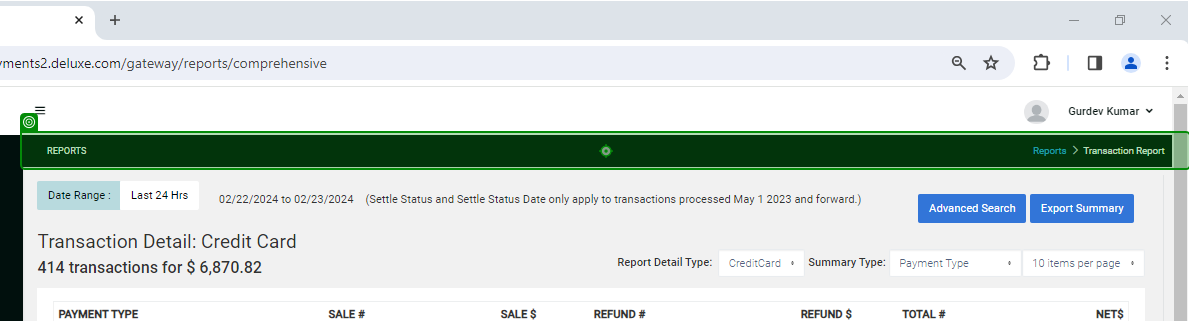 yments2.deluxe.com/gateway/reports/comprehensive
Gurdev Kumar
REPORTS
Reports > Transaction Report
Date Range : Last 24 Hrs 02/22/2024 to 02/23/2024 (Settle Status and Settle Status Date only apply to transactions processed May 1 2023 and forward.)
Advanced Search Export Summary
Transaction Detail: Credit Card
414 transactions for $ 6,870.82
Report Detail Type: CreditCard Summary Type: Payment Type 10 items per page
PAYMENT TYPE SALE # SALE $ REFUND # REFUND $ TOTAL # NET$